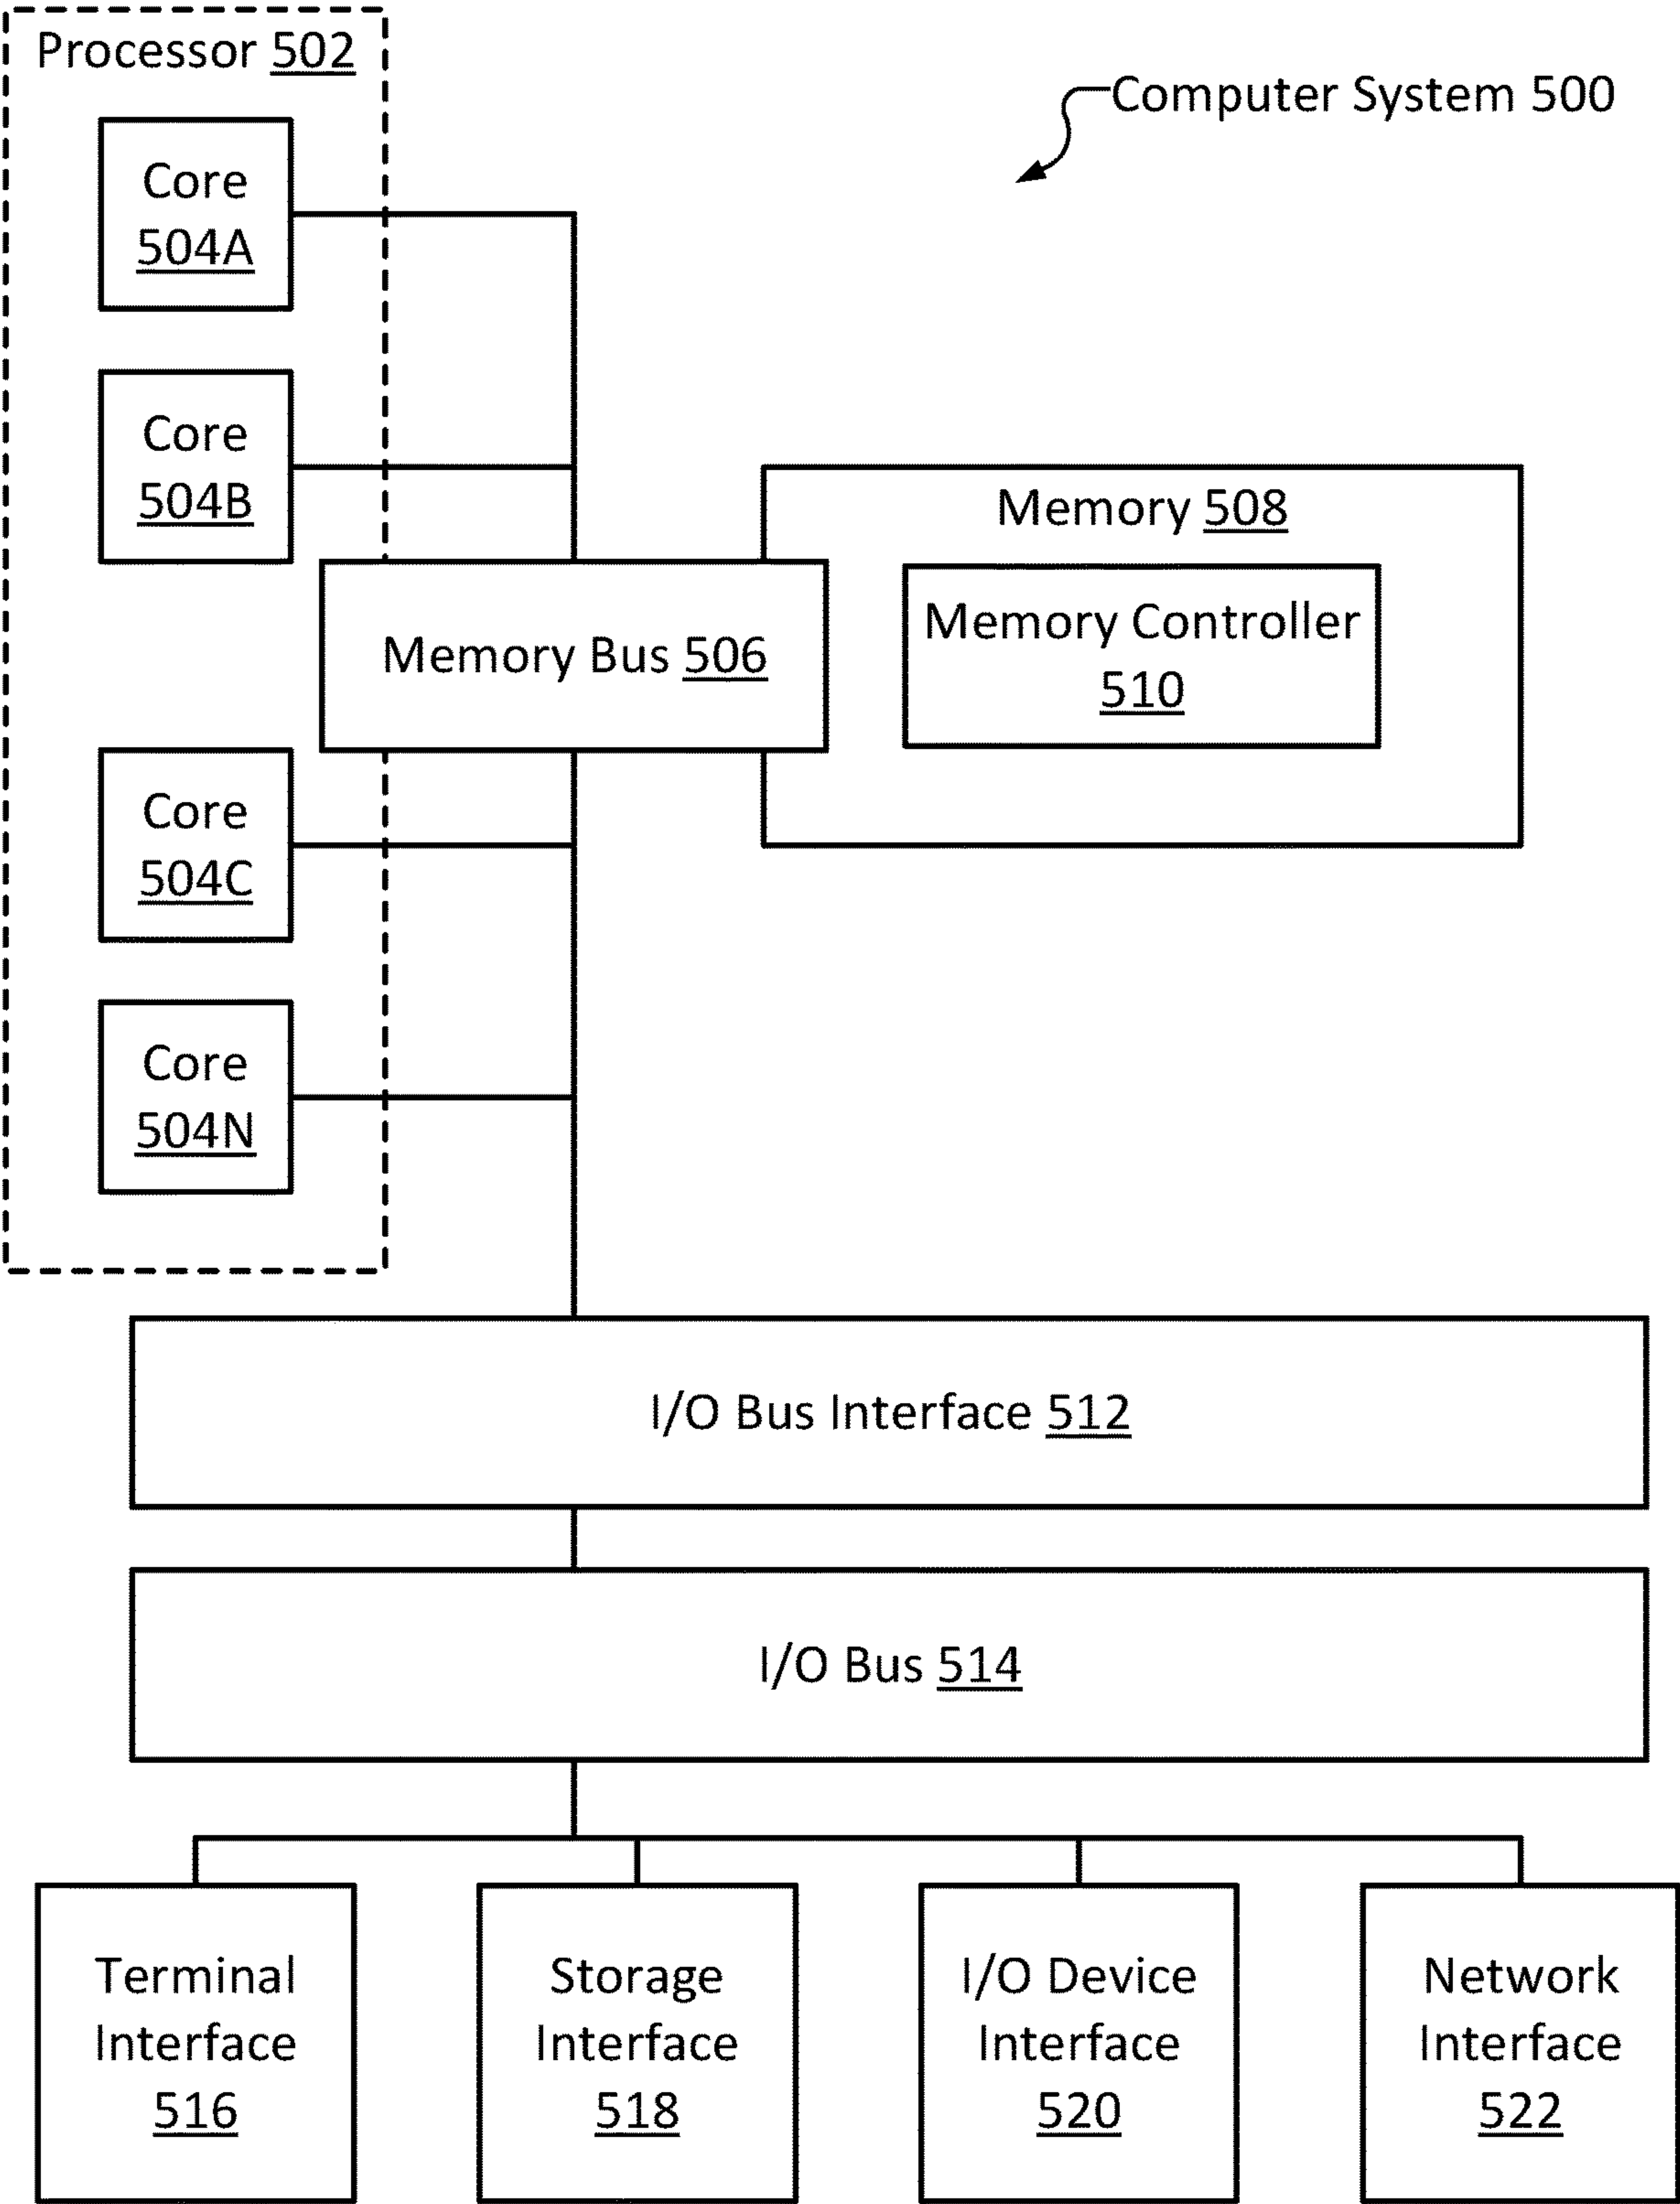 Processor 502
Computer System 500
Core
504A
Core
504B
Memory 508
Memory Controller
510
Memory Bus 506
Core
504C
Core
504N
I/O Bus Interface 512
I/O Bus 514
Terminal
Interface
516
Storage
Interface
518
I/O Device
Interface
520
Network
Interface
522